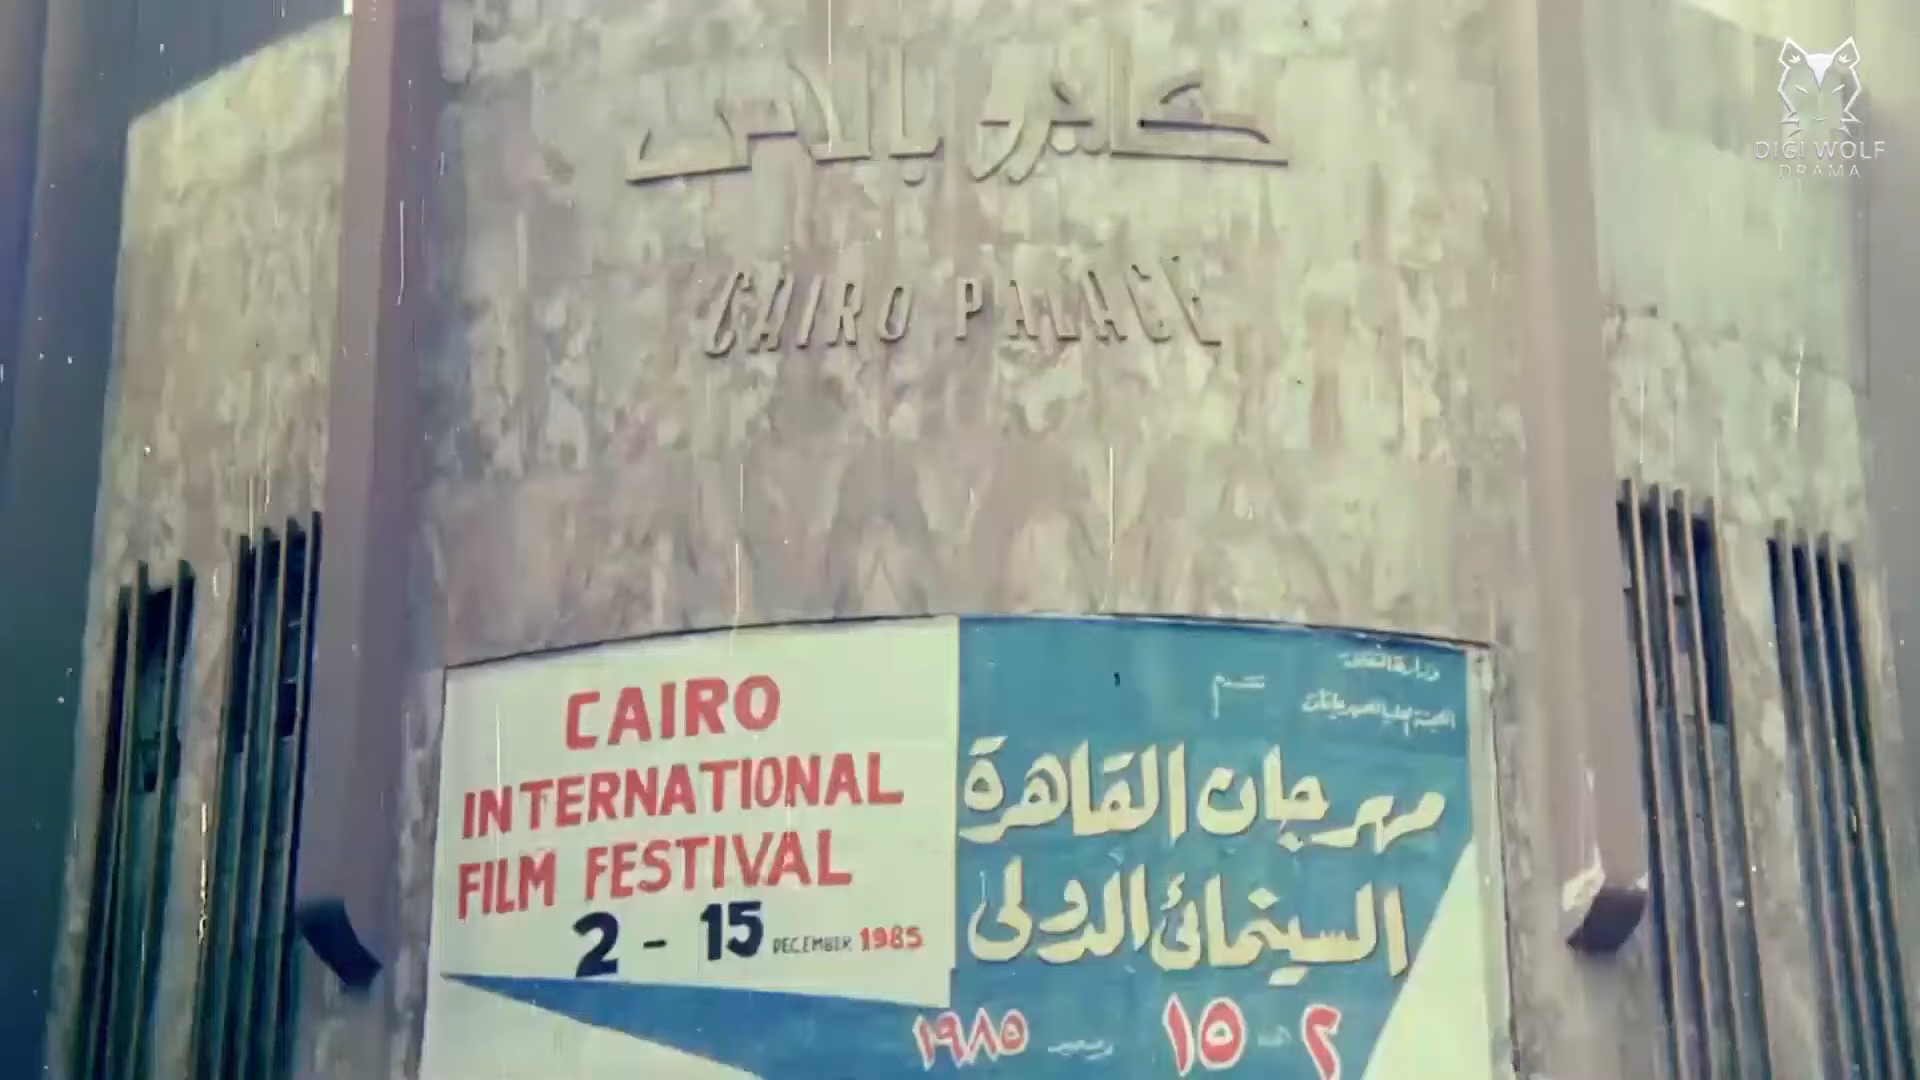 كايرو بالاس
CAIRO PALACE
DIGI WOLF
DRAMA
CAIRO
INTERNATIONAL
FILM FESTIVAL
2 - 15 DECEMBER 1985
وزارة الثقافة
تقدم
مهرجان القاهرة
السينمائى الدولى
٢ ١٥ ديسمبر ١٩٨٥